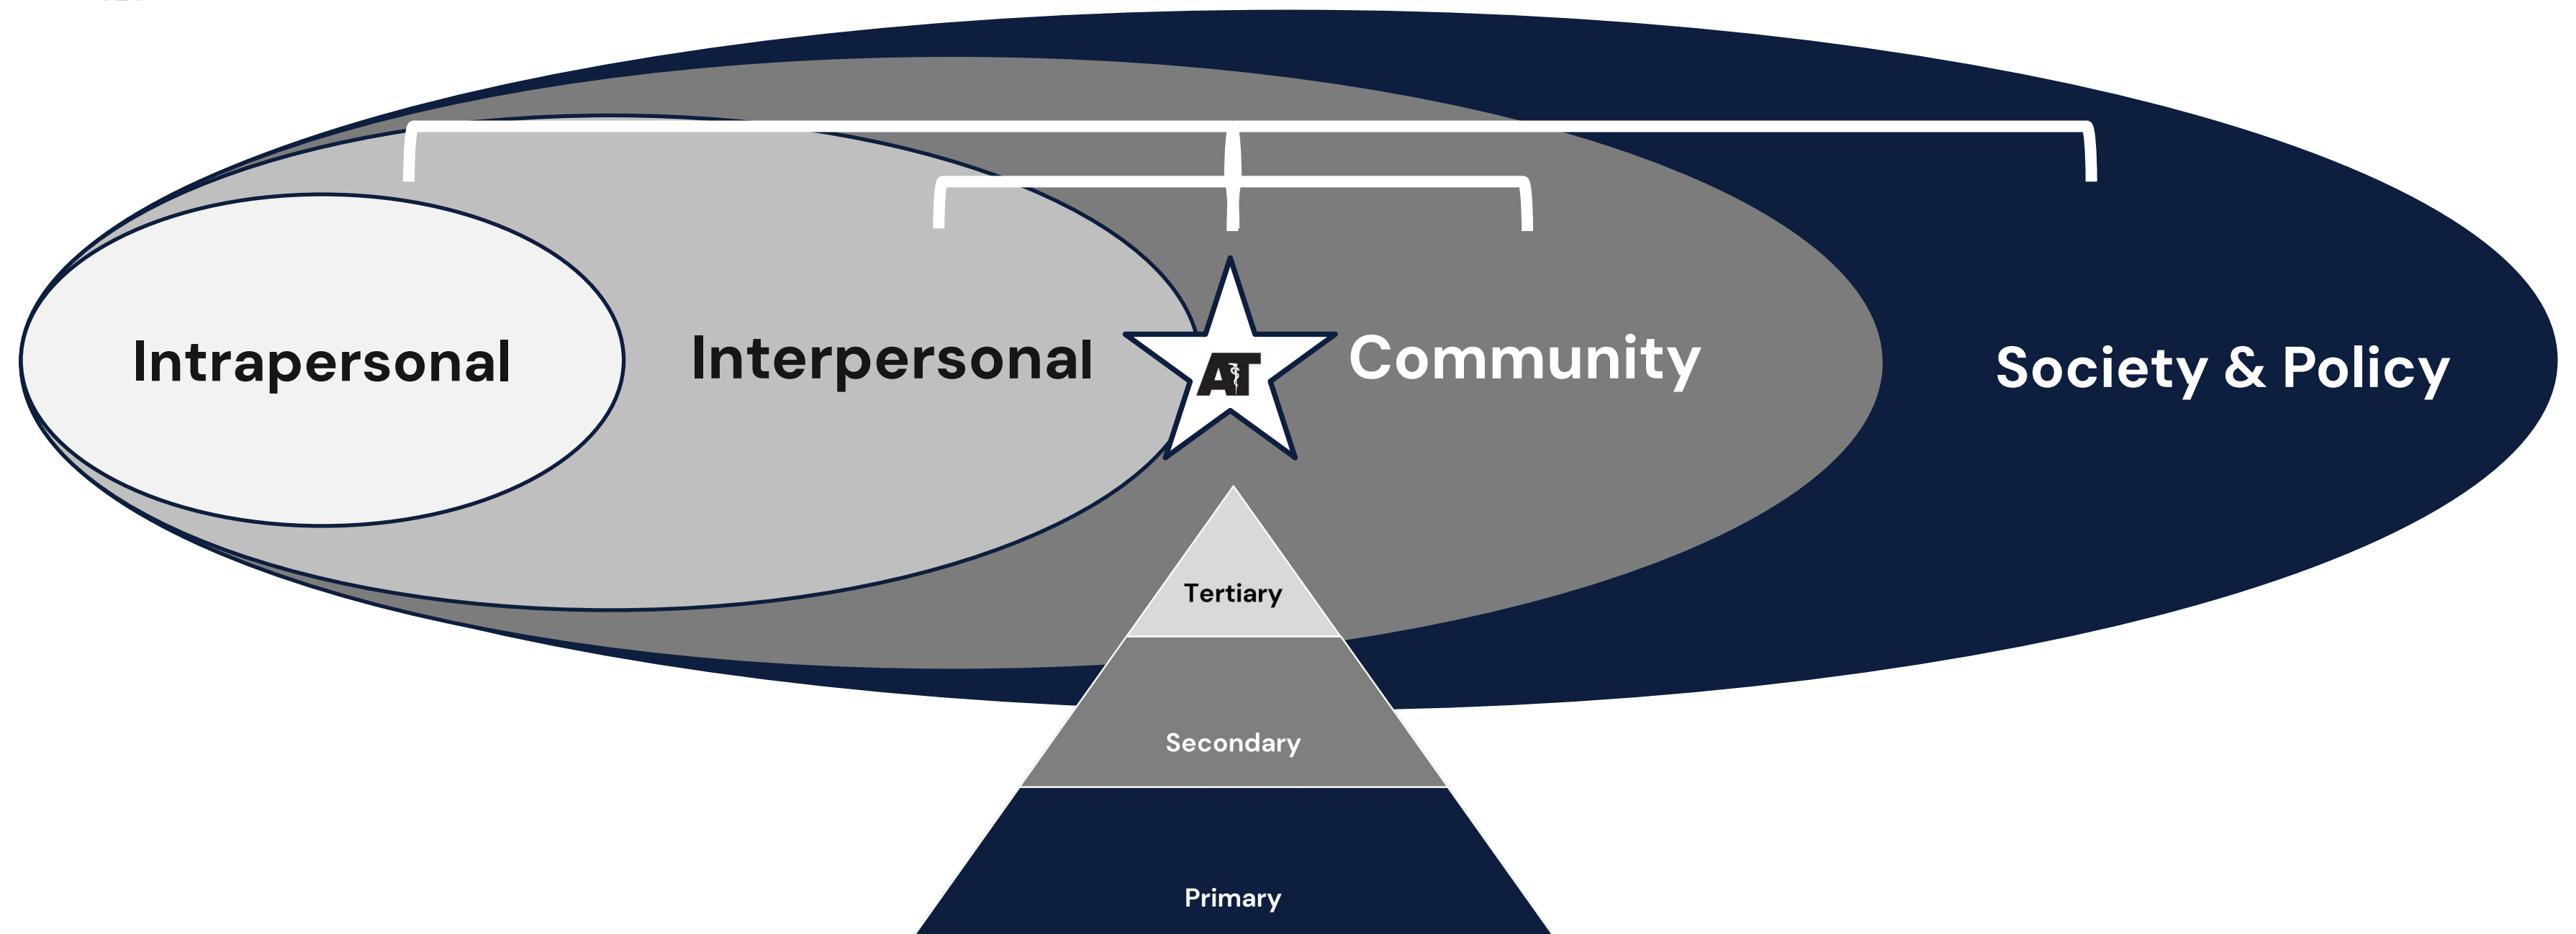 Intrapersonal
Interpersonal
AT
Community
Society & Policy
Tertiary
Secondary
Primary